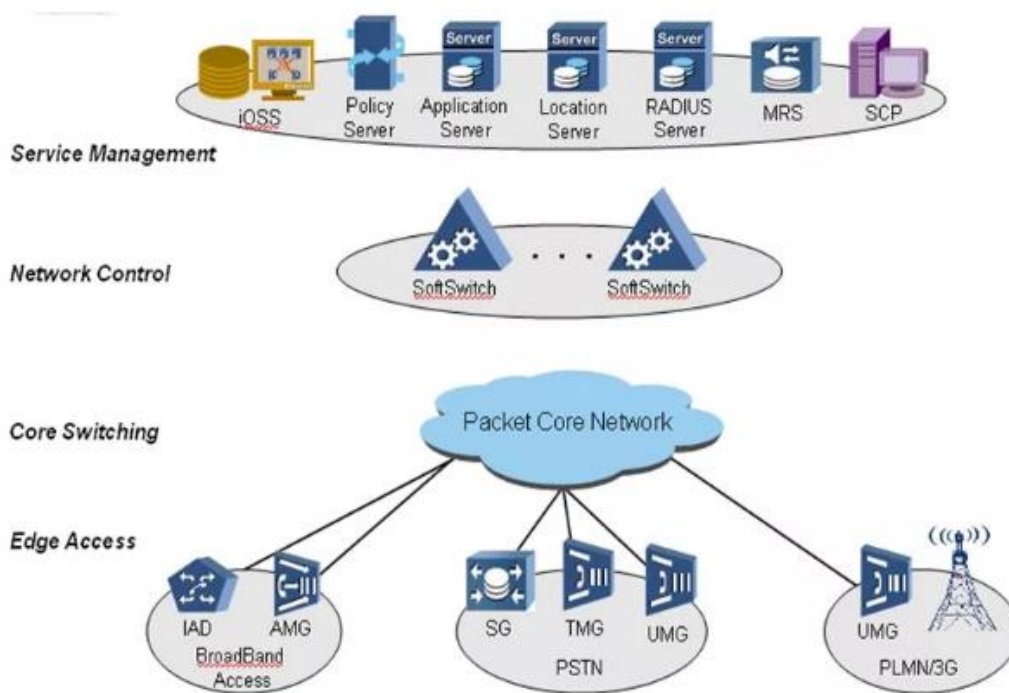 Server
Server
Server
iOSS
Policy
Server
Application
Server
Location
Server
RADIUS
Server
MRS
SCP
Service Management
Network Control
SoftSwitch
. . .
SoftSwitch
Core Switching
Packet Core Network
Edge Access
IAD
AMG
BroadBand
Access
SG
TMG
UMG
PSTN
UMG
PLMN/3G